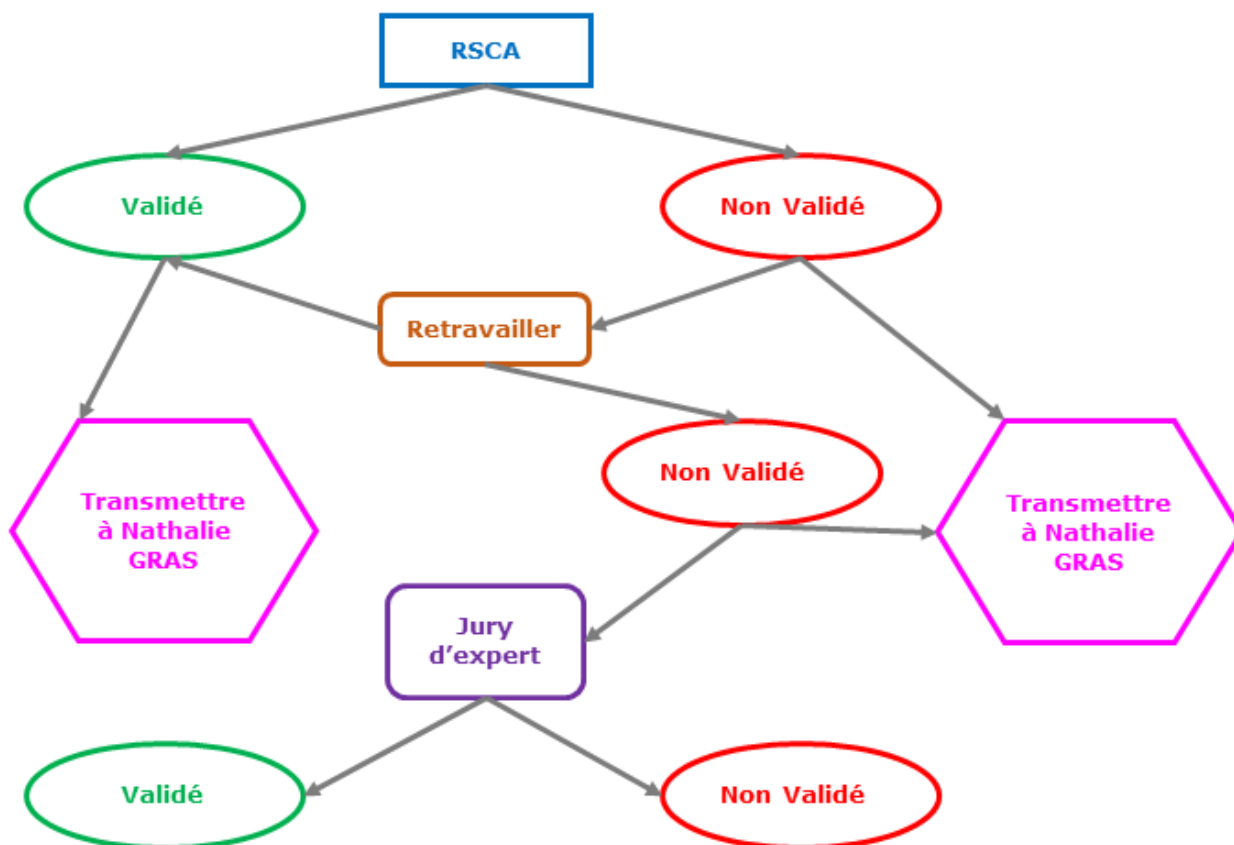 RSCA
Validé
Non Validé
Retravailler
Non Validé
Transmettre
à Nathalie
GRAS
Transmettre
à Nathalie
GRAS
Jury
d’expert
Validé
Non Validé